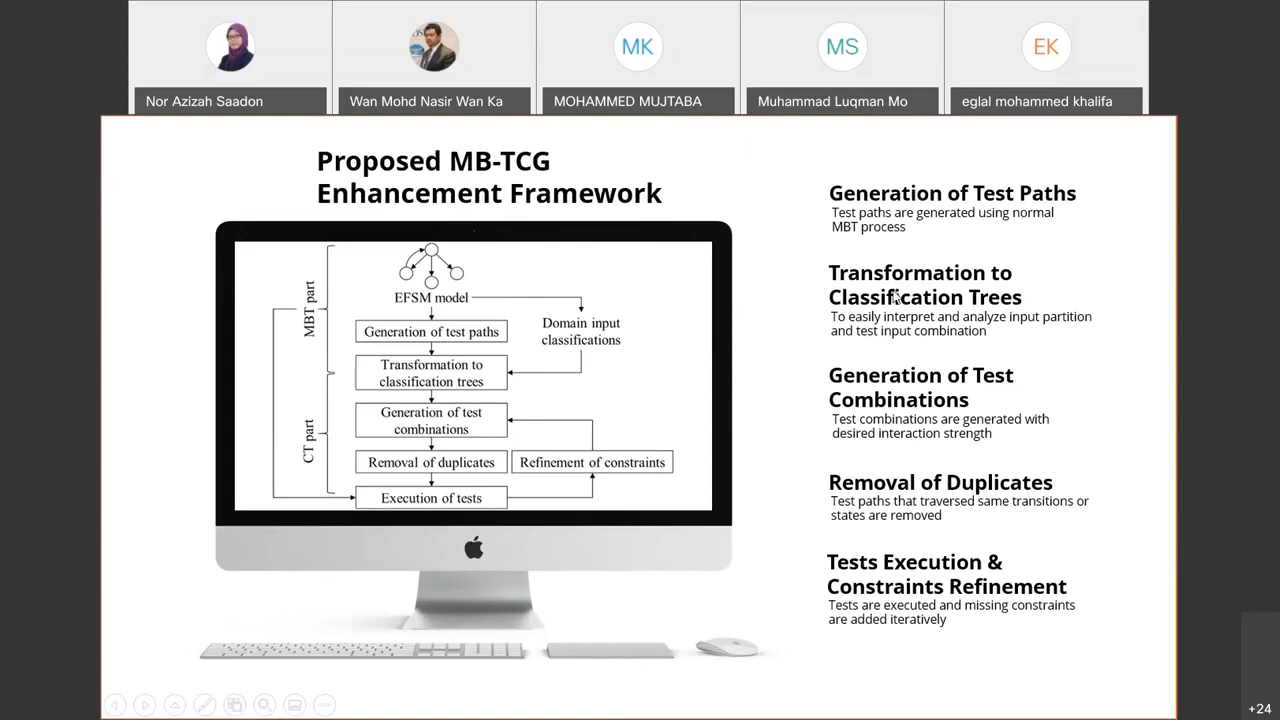 MK
MS
EK
Nor Azizah Saadon
Wan Mohd Nasir Wan Ka
MOHAMMED MUJTABA
Muhammad Luqman Mo
eglal mohammed khalifa
Proposed MB-TCG
Enhancement Framework
MBT part
CT part
EFSM model
Domain input
classifications
Generation of test paths
Transformation to
classification trees
Generation of test
combinations
Removal of duplicates
Refinement of constraints
Execution of tests
Generation of Test Paths
Test paths are generated using normal
MBT process
Transformation to
Classification Trees
To easily interpret and analyze input partition
and test input combination
Generation of Test
Combinations
Test combinations are generated with
desired interaction strength
Removal of Duplicates
Test paths that traversed same transitions or
states are removed
Tests Execution &
Constraints Refinement
Tests are executed and missing constraints
are added iteratively
+24